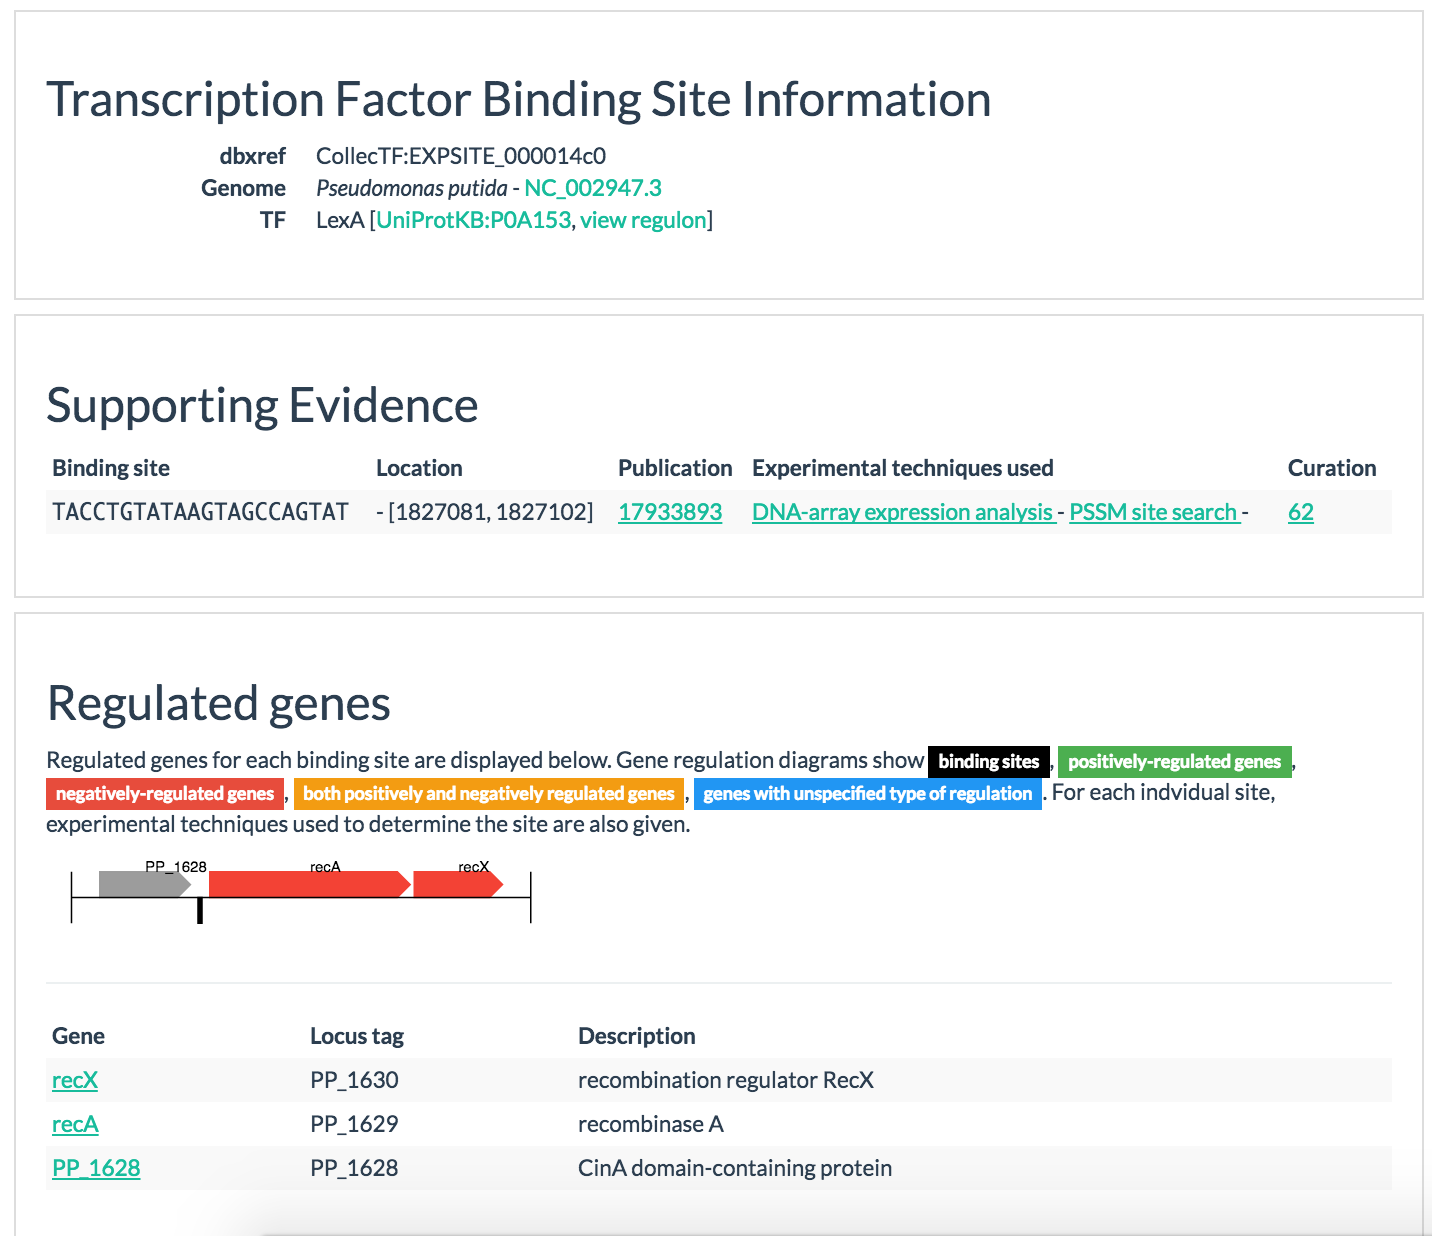 Transcription Factor Binding Site Information
dbxref CollecTF:EXPSITE_000014c0
Genome Pseudomonas putida - NC_002947.3
TF LexA [UniProtKB:P0A153, view regulon]
Supporting Evidence
Binding site Location Publication Experimental techniques used Curation
TACCTGTATAAGTAGCCAGTAT - [1827081, 1827102] 17933893 DNA-array expression analysis - PSSM site search - 62
Regulated genes
Regulated genes for each binding site are displayed below. Gene regulation diagrams show binding sites, positively-regulated genes,
negatively-regulated genes, both positively and negatively regulated genes, genes with unspecified type of regulation. For each indvidual site,
experimental techniques used to determine the site are also given.
PP_1628 recA recX
Gene Locus tag Description
recX PP_1630 recombination regulator RecX
recA PP_1629 recombinase A
PP_1628 PP_1628 CinA domain-containing protein